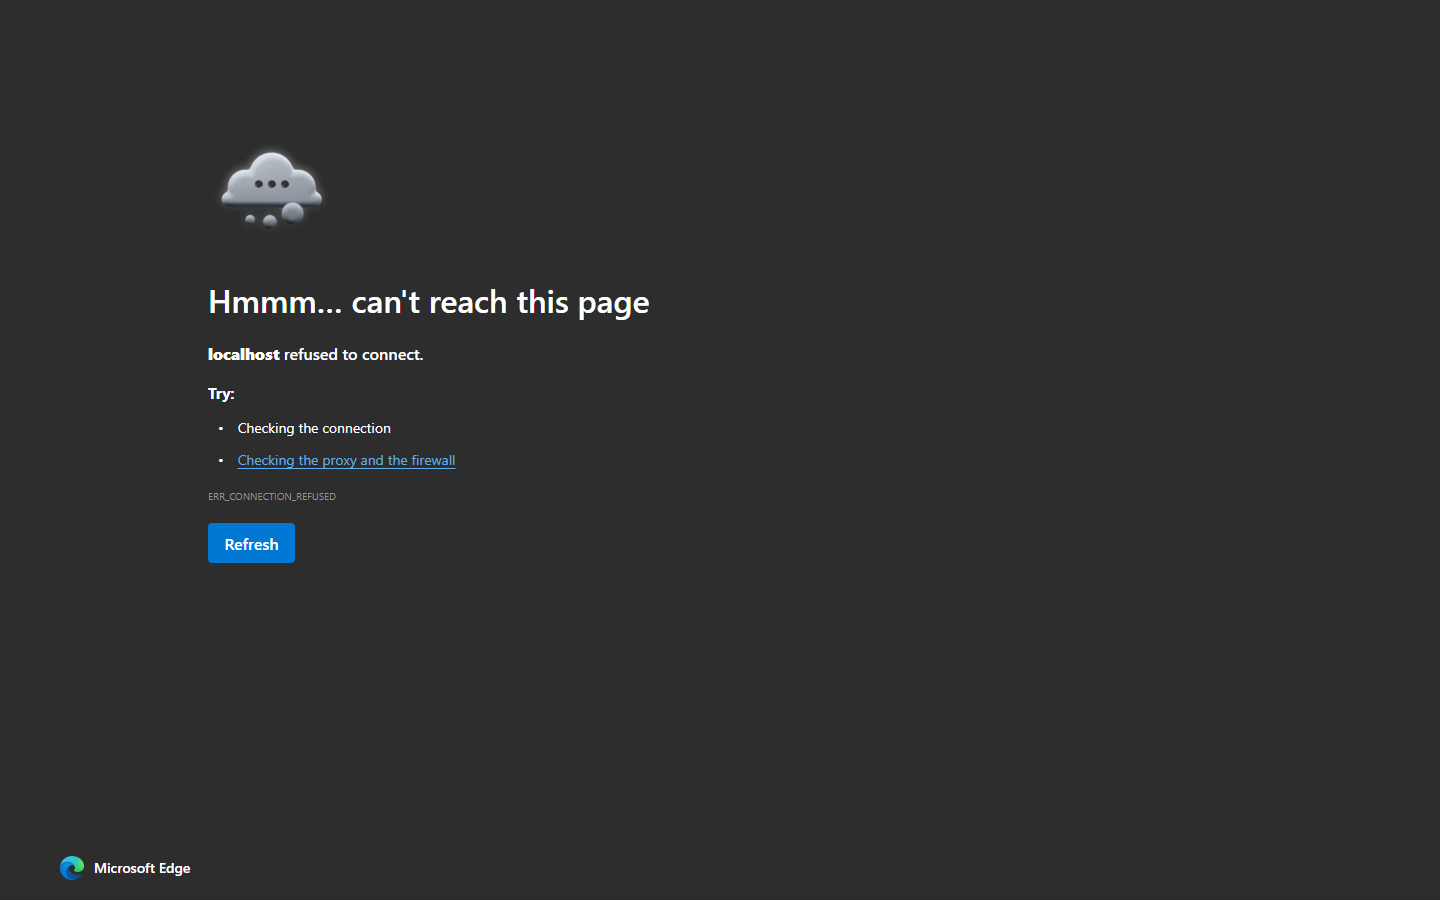 Hmmm... can't reach this page
localhost refused to connect.
Try:
• Checking the connection
• Checking the proxy and the firewall
ERR_CONNECTION_REFUSED
Refresh
Microsoft Edge